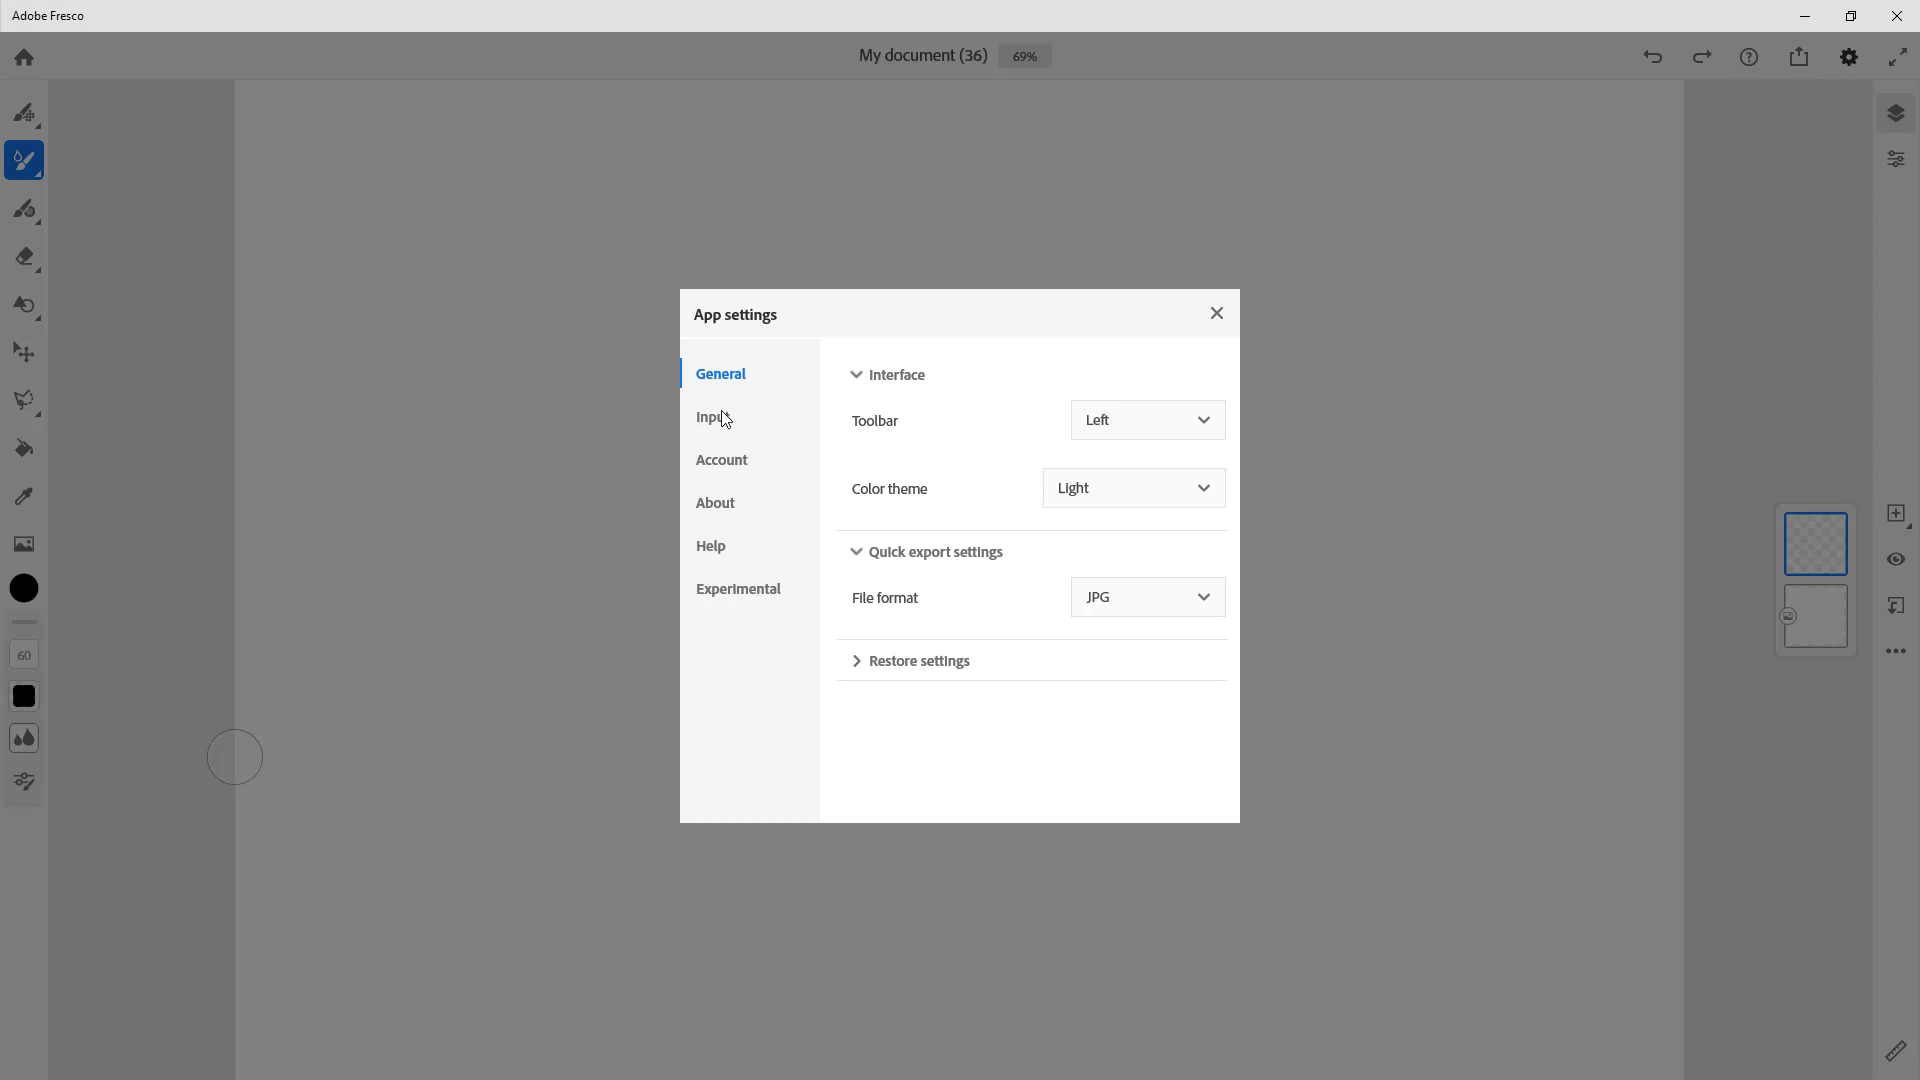 Adobe Fresco
My document (36) 69%
App settings
General
Input
Account
About
Help
Experimental
Interface
Toolbar Left
Color theme Light
Quick export settings
File format JPG
Restore settings
60